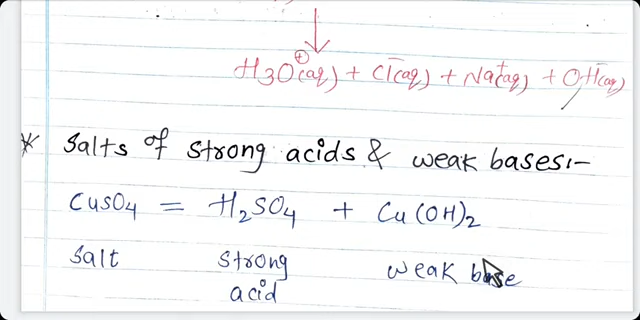 H3O⊕(aq) + Cl⁻(aq) + Na⁺(aq) + OH⁻(aq)
* Salts of strong acids & weak bases:-
CuSO4 = H2SO4 + Cu(OH)2
Salt strong acid weak base